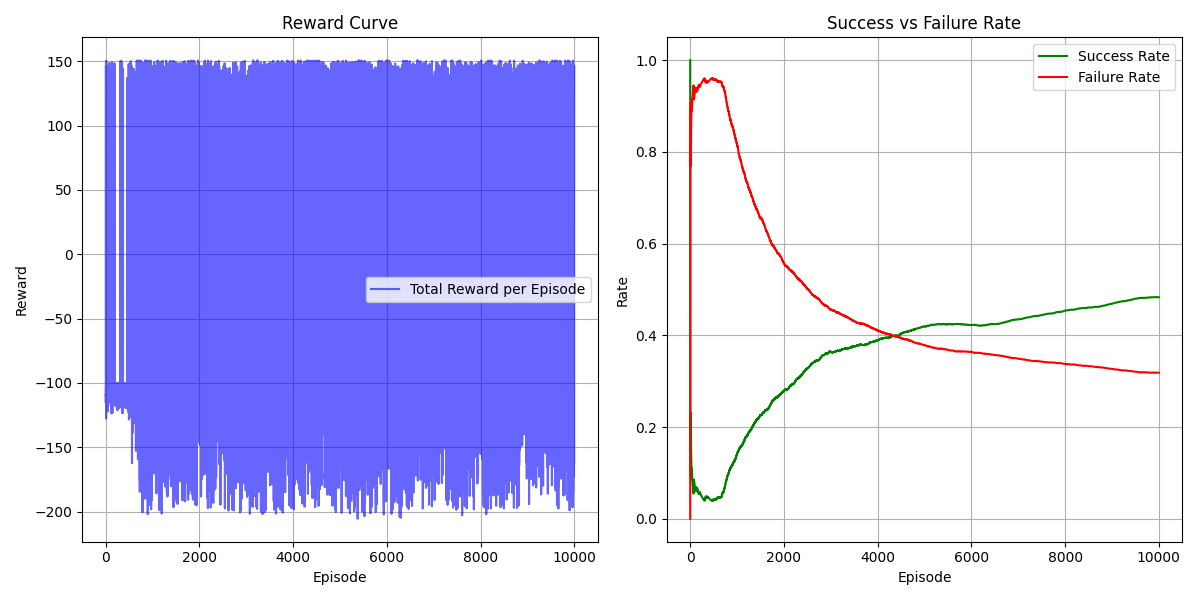 Reward Curve
150
100
50
0
−50
−100
−150
−200
Reward
Total Reward per Episode
0
2000
4000
6000
8000
10000
Episode
Success vs Failure Rate
1.0
0.8
0.6
0.4
0.2
0.0
Rate
Success Rate
Failure Rate
0
2000
4000
6000
8000
10000
Episode